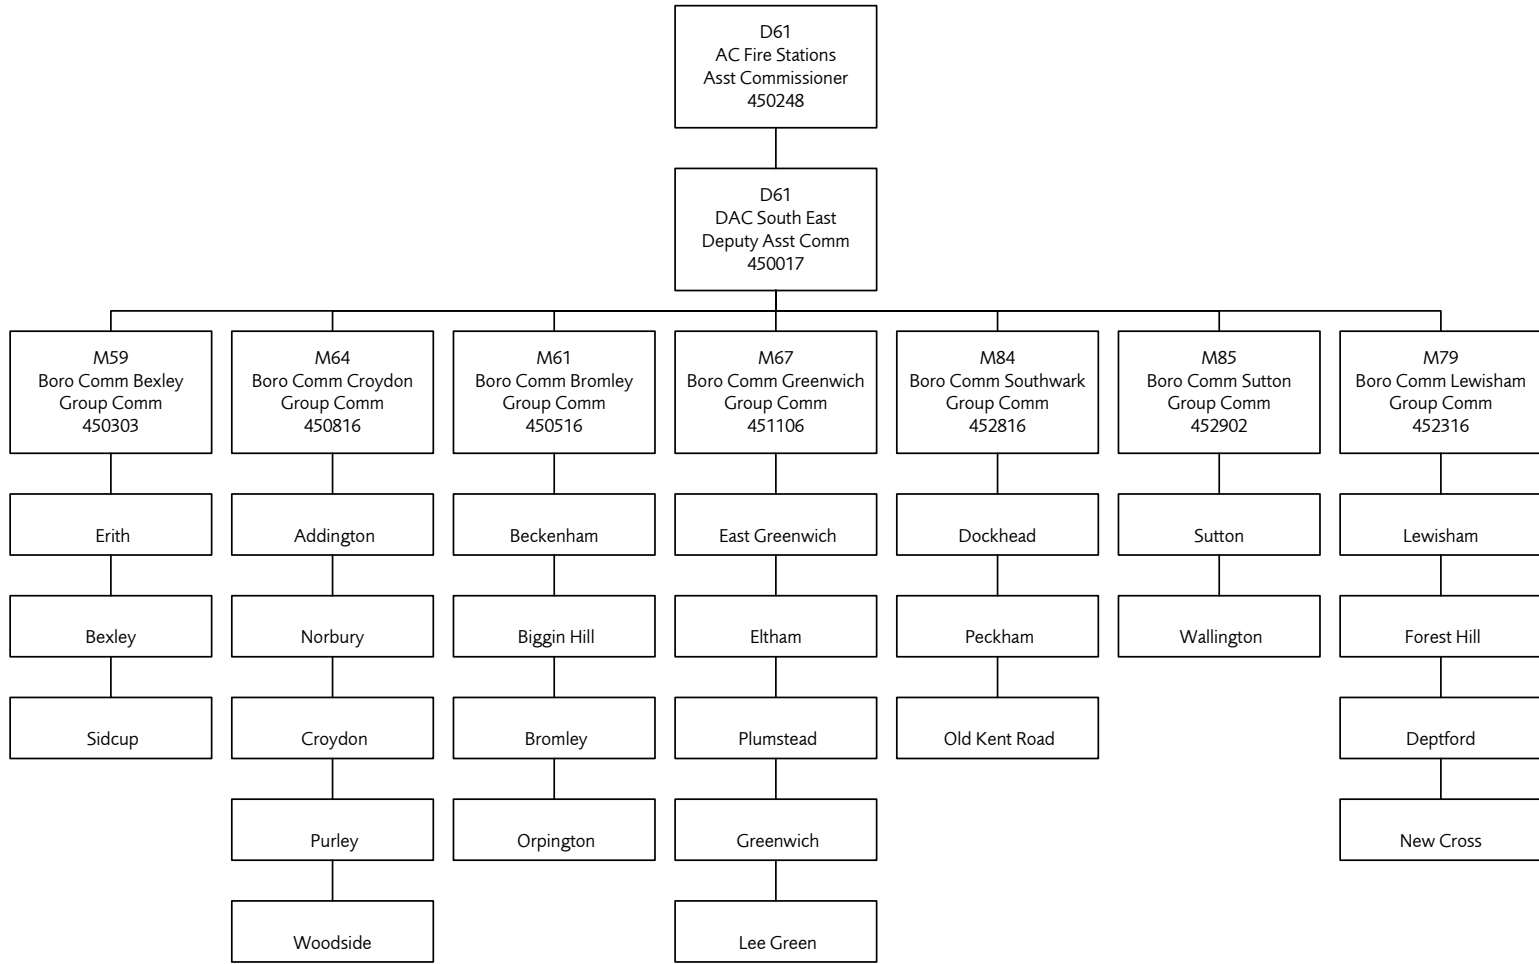 D61
AC Fire Stations
Asst Commissioner
450248
D61
DAC South East
Deputy Asst Comm
450017
M59
Boro Comm Bexley
Group Comm
450303
M64
Boro Comm Croydon
Group Comm
450816
M61
Boro Comm Bromley
Group Comm
450516
M67
Boro Comm Greenwich
Group Comm
451106
M84
Boro Comm Southwark
Group Comm
452816
M85
Boro Comm Sutton
Group Comm
452902
M79
Boro Comm Lewisham
Group Comm
452316
Erith
Addington
Beckenham
East Greenwich
Dockhead
Sutton
Lewisham
Bexley
Norbury
Biggin Hill
Eltham
Peckham
Wallington
Forest Hill
Sidcup
Croydon
Bromley
Plumstead
Old Kent Road
Deptford
Purley
Orpington
Greenwich
New Cross
Woodside
Lee Green